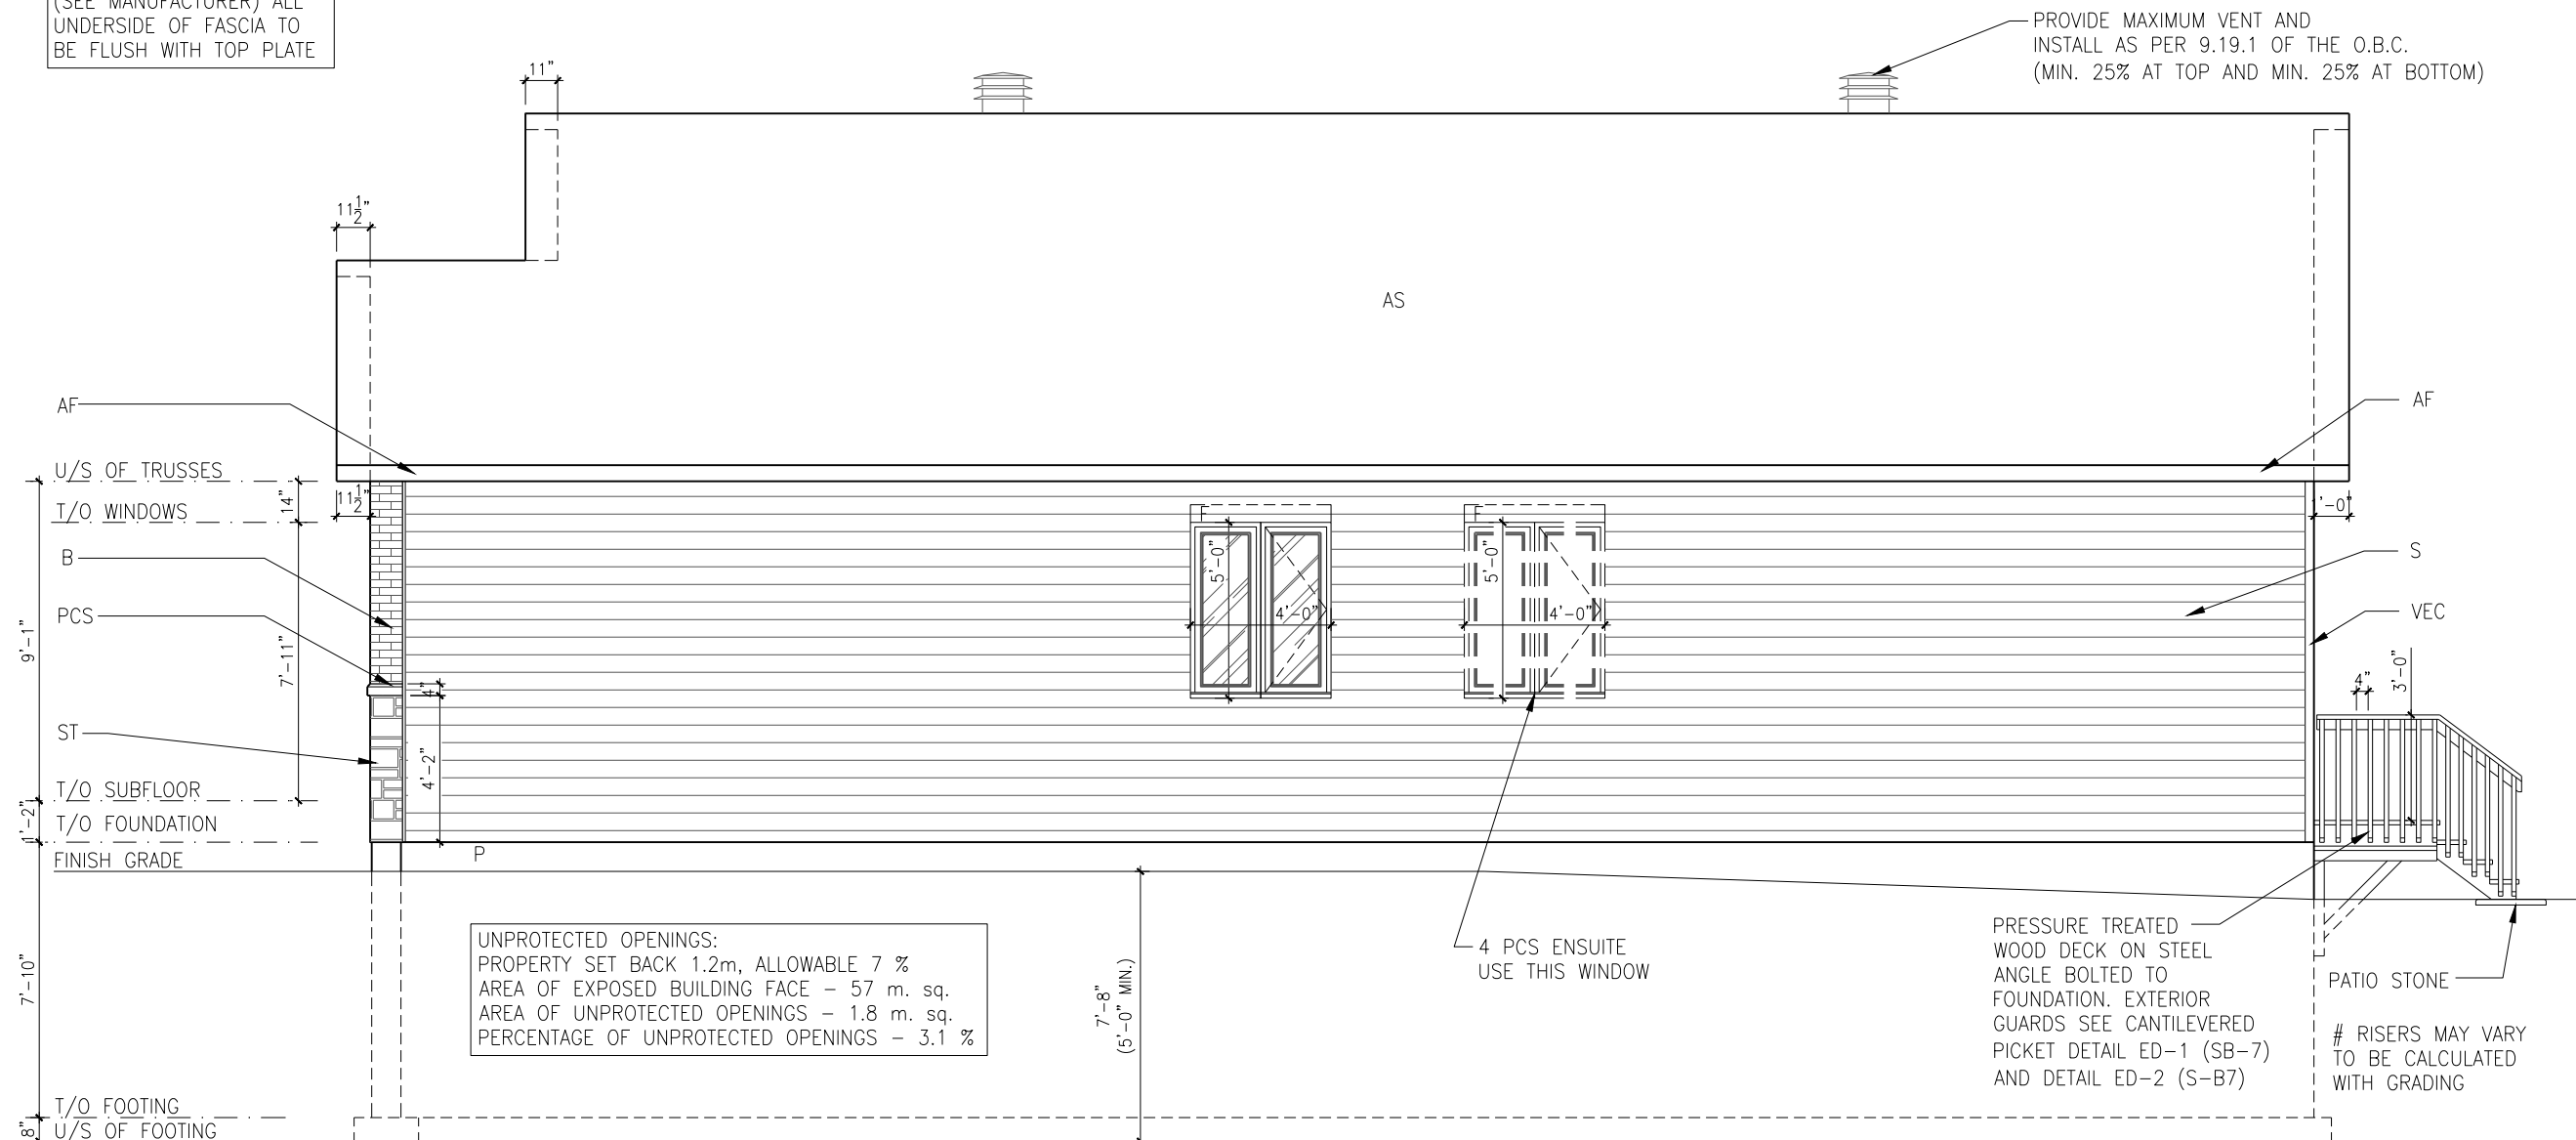 (SEE MANUFACTURER) ALL
UNDERSIDE OF FASCIA TO
BE FLUSH WITH TOP PLATE
PROVIDE MAXIMUM VENT AND
INSTALL AS PER 9.19.1 OF THE O.B.C.
(MIN. 25% AT TOP AND MIN. 25% AT BOTTOM)
11"
11½"
AS
AF
AF
U/S OF TRUSSES
14"
11½"
T/O WINDOWS
F
F
'-0"
B
5'-0"
5'-0"
S
PCS
4'-0"
4'-0"
VEC
9'-1"
7'-11"
4"
4"
3'-0"
ST
4'-2"
T/O SUBFLOOR
1'-2"
T/O FOUNDATION
FINISH GRADE
P
UNPROTECTED OPENINGS:
PROPERTY SET BACK 1.2m, ALLOWABLE 7 %
AREA OF EXPOSED BUILDING FACE – 57 m. sq.
AREA OF UNPROTECTED OPENINGS – 1.8 m. sq.
PERCENTAGE OF UNPROTECTED OPENINGS – 3.1 %
7'-10"
7'-8"
(5'-0" MIN.)
4 PCS ENSUITE
USE THIS WINDOW
PRESSURE TREATED
WOOD DECK ON STEEL
ANGLE BOLTED TO
FOUNDATION. EXTERIOR
GUARDS SEE CANTILEVERED
PICKET DETAIL ED–1 (SB–7)
AND DETAIL ED–2 (S–B7)
PATIO STONE
# RISERS MAY VARY
TO BE CALCULATED
WITH GRADING
T/O FOOTING
8"
U/S OF FOOTING